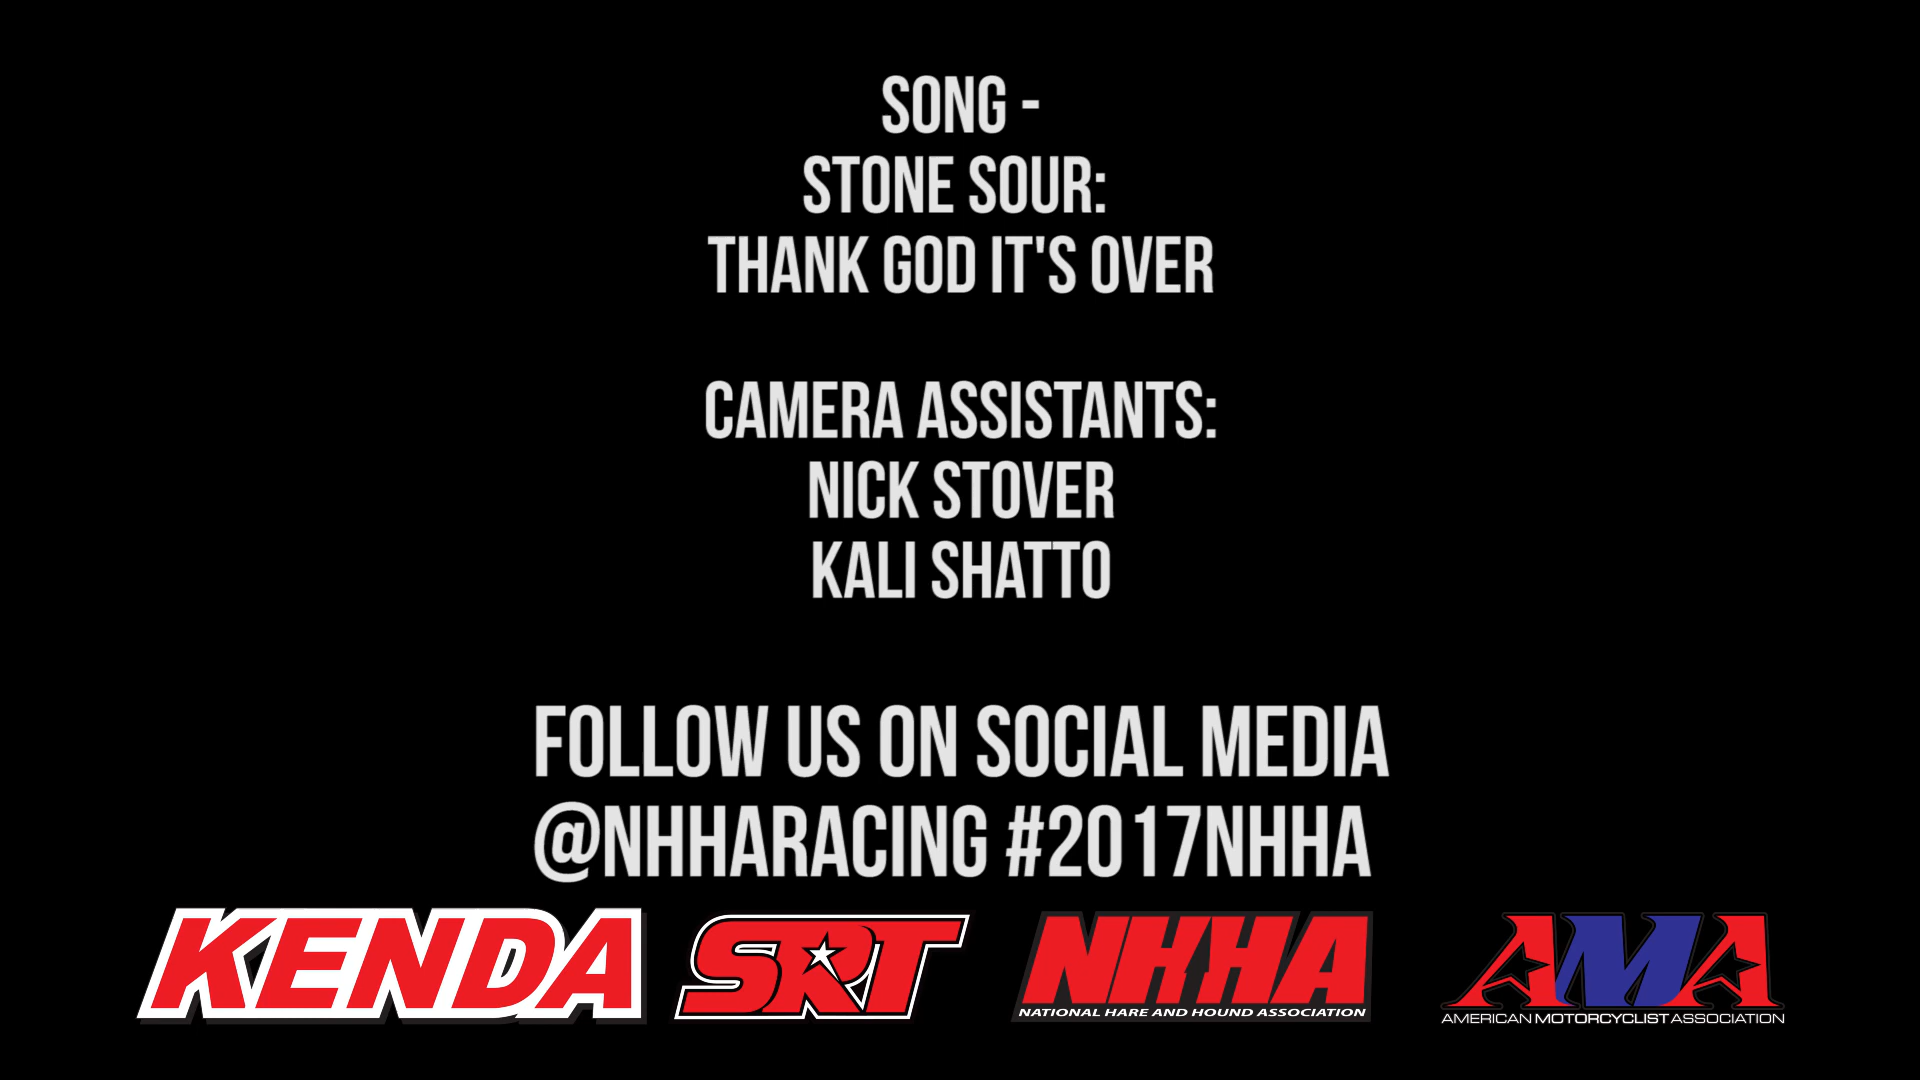 SONG -
STONE SOUR:
THANK GOD IT'S OVER
CAMERA ASSISTANTS:
NICK STOVER
KALI SHATTO
FOLLOW US ON SOCIAL MEDIA
@NHHARACING #2017NHHA
KENDA SRT NHHA AMA
NATIONAL HARE AND HOUND ASSOCIATION AMERICAN MOTORCYCLIST ASSOCIATION